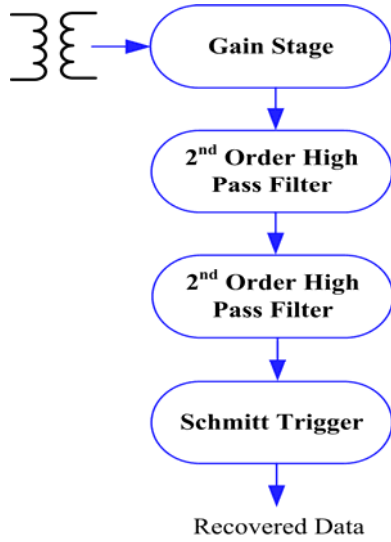 Gain Stage
2nd Order High
Pass Filter
2nd Order High
Pass Filter
Schmitt Trigger
Recovered Data